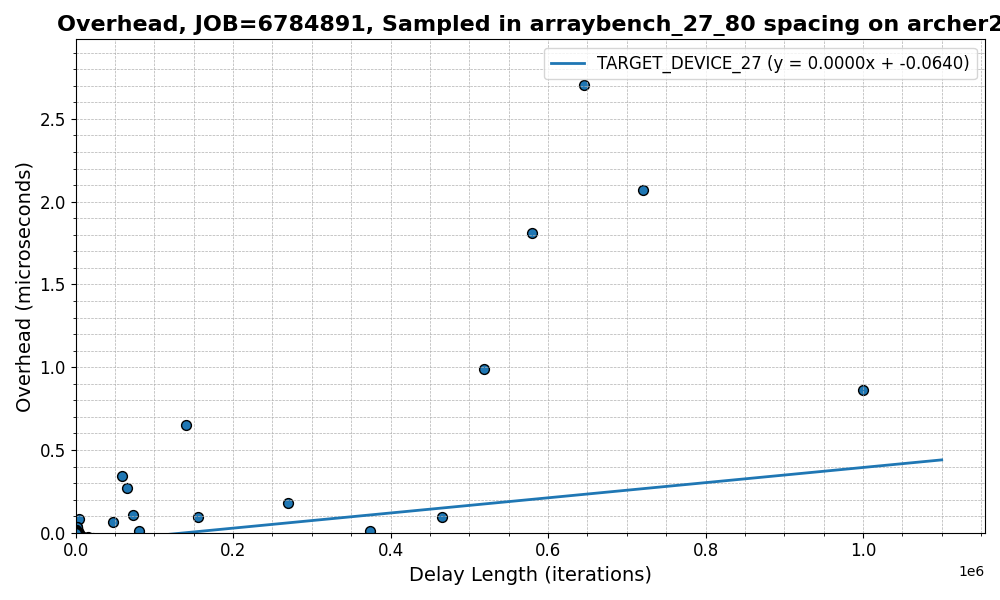 Overhead, JOB=6784891, Sampled in arraybench_27_80 spacing on archer2
TARGET_DEVICE_27 (y = 0.0000x + -0.0640)
Overhead (microseconds)
2.5
2.0
1.5
1.0
0.5
0.0
0.0 0.2 0.4 0.6 0.8 1.0
1e6
Delay Length (iterations)